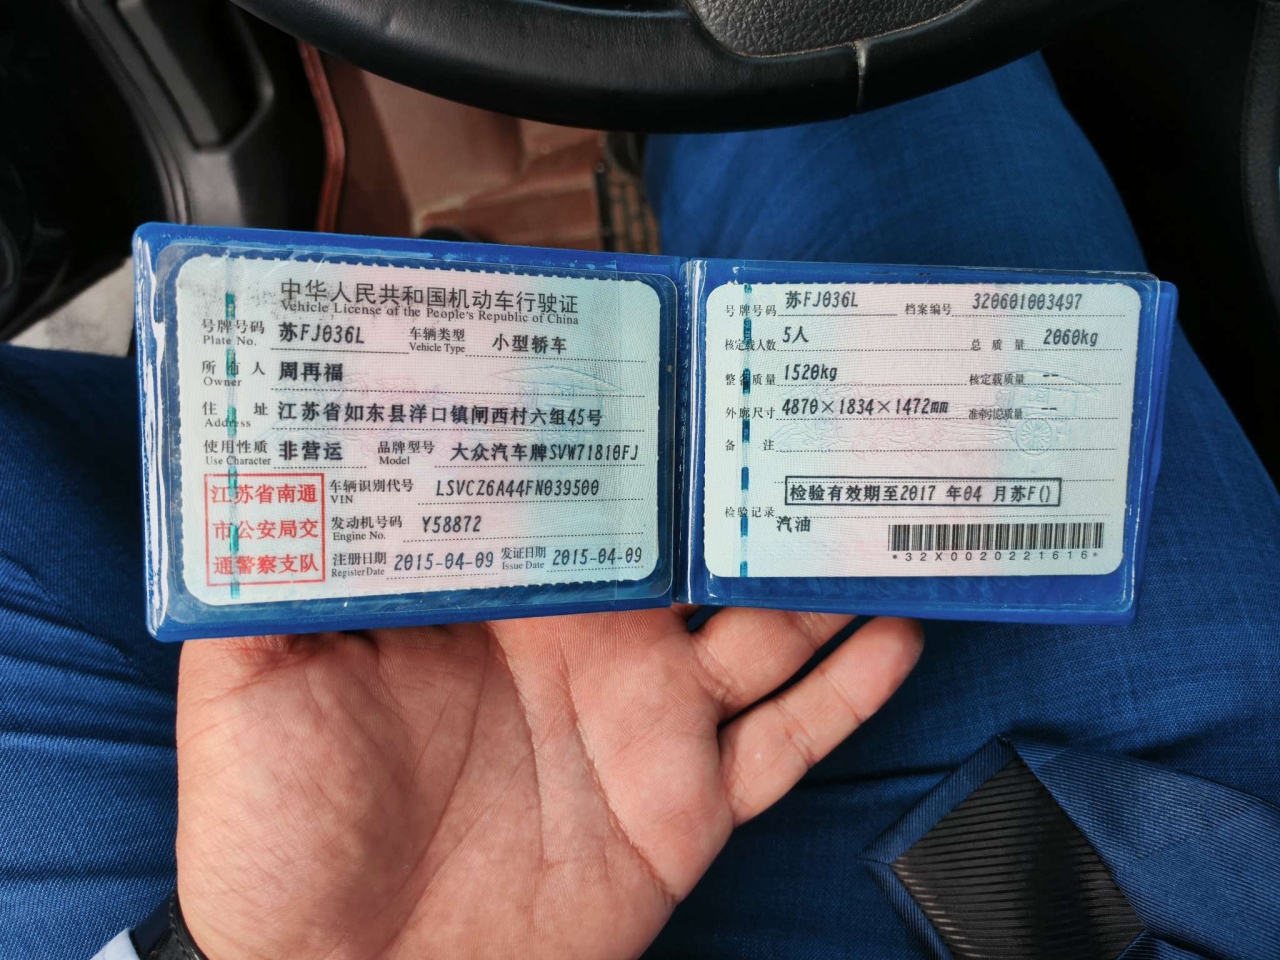 中华人民共和国机动车行驶证
Vehicle License of the People's Republic of China
号牌号码 苏FJ036L 车辆类型 小型轿车
Plate No. Vehicle Type
所有人 周再福
Owner
住址 江苏省如东县洋口镇闸西村六组45号
Address
使用性质 非营运 品牌型号 大众汽车牌SVW71810FJ
Use Character Model
江苏省南通
市公安局交
通警察支队
车辆识别代号 LSVCZ6A44FN039500
VIN
发动机号码 Y58872
Engine No.
注册日期 2015-04-09 发证日期 2015-04-09
Register Date Issue Date
号牌号码 苏FJ036L 档案编号 320601003497
核定载人数 5人 总质量 2060kg
整备质量 1520kg 核定载质量 --
外廓尺寸 4870×1834×1472mm 准牵引总质量 --
备注
检验有效期至2017 年04 月苏F()
检验记录
汽油
*32X0020221616*